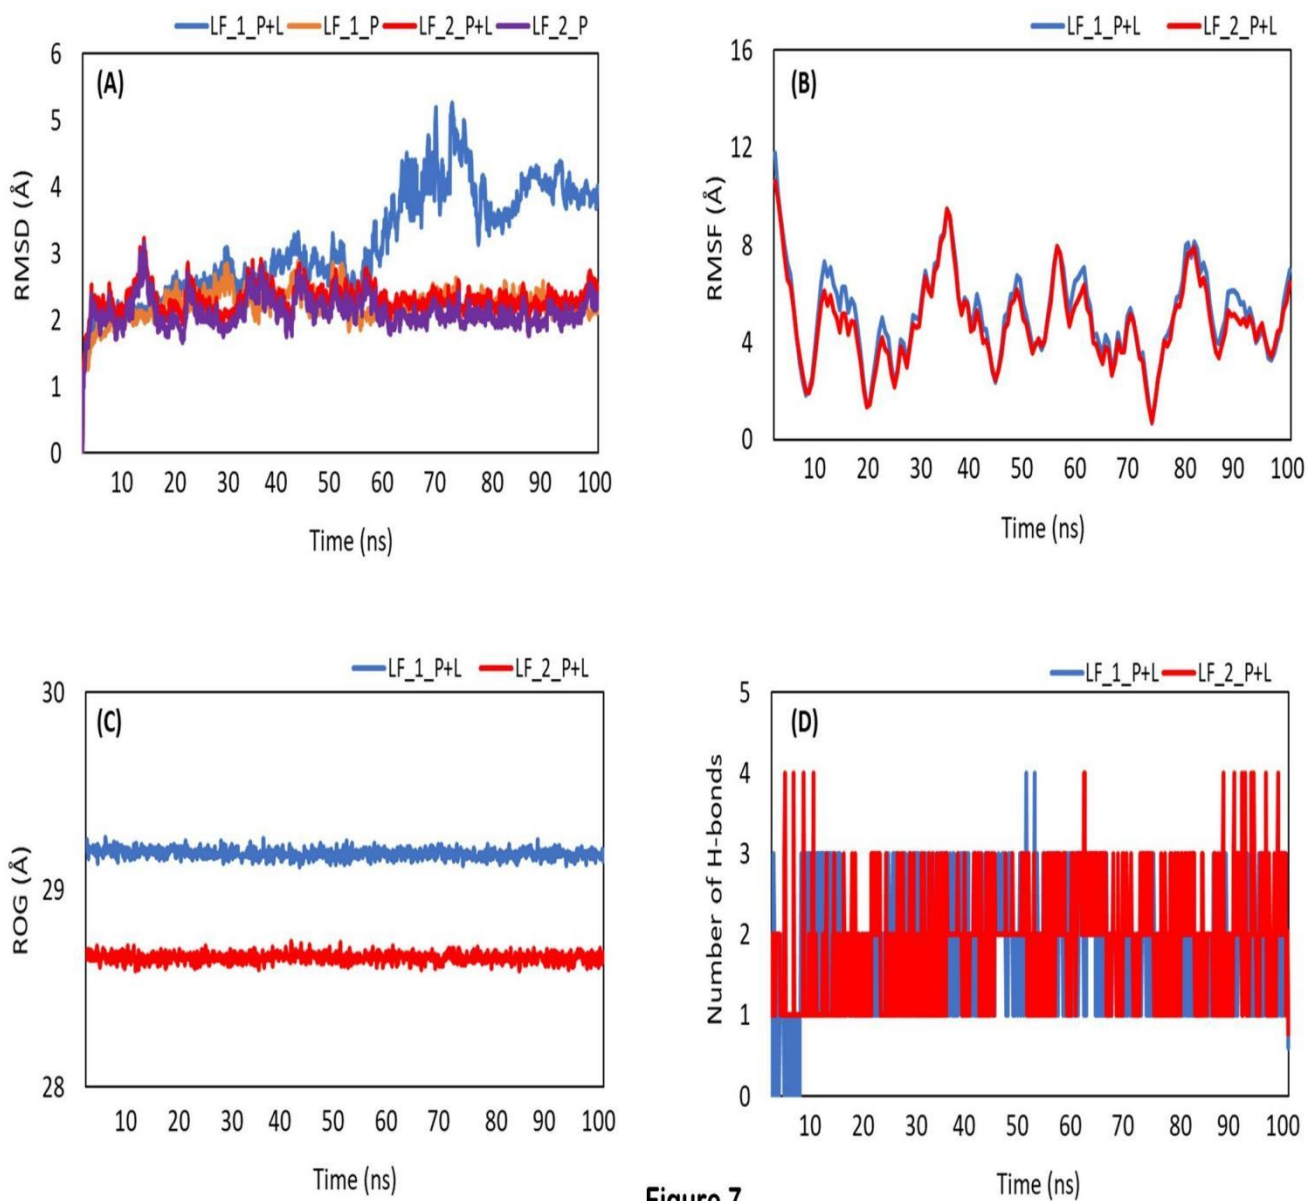 LF_1_P+L LF_1_P LF_2_P+L LF_2_P
(A)
RMSD (Å)
6
5
4
3
2
1
0
10 20 30 40 50 60 70 80 90 100
Time (ns)
LF_1_P+L LF_2_P+L
(B)
RMSF (Å)
16
12
8
4
0
10 20 30 40 50 60 70 80 90 100
Time (ns)
LF_1_P+L LF_2_P+L
(C)
ROG (Å)
30
29
28
10 20 30 40 50 60 70 80 90 100
Time (ns)
LF_1_P+L LF_2_P+L
(D)
Number of H-bonds
5
4
3
2
1
0
10 20 30 40 50 60 70 80 90 100
Time (ns)
Figure 7